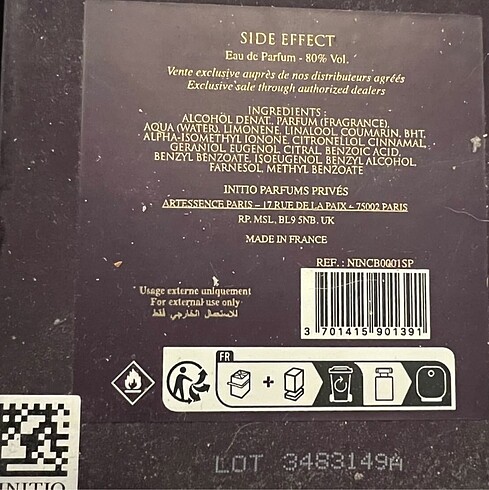 SIDE EFFECT
Eau de Parfum - 80% Vol.
Vente exclusive auprès de nos distributeurs agréés
Exclusive sale through authorized dealers
INGREDIENTS :
ALCOHOL DENAT., PARFUM (FRAGRANCE),
AQUA (WATER), LIMONENE, LINALOOL, COUMARIN, BHT,
ALPHA-ISOMETHYL IONONE, CITRONELLOL, CINNAMAL,
GERANIOL, EUGENOL, CITRAL, BENZOIC ACID,
BENZYL BENZOATE, ISOEUGENOL, BENZYL ALCOHOL,
FARNESOL, METHYL BENZOATE
INITIO PARFUMS PRIVÉS
ARTESSENCE PARIS – 17 RUE DE LA PAIX – 75002 PARIS
RP. MSL, BL9 5NB, UK
MADE IN FRANCE
REF. : NINCB0001SP
Usage externe uniquement
For external use only
للاستعمال الخارجي فقط
3 701415 901391
FR
+
INITIO
LOT 3483149A